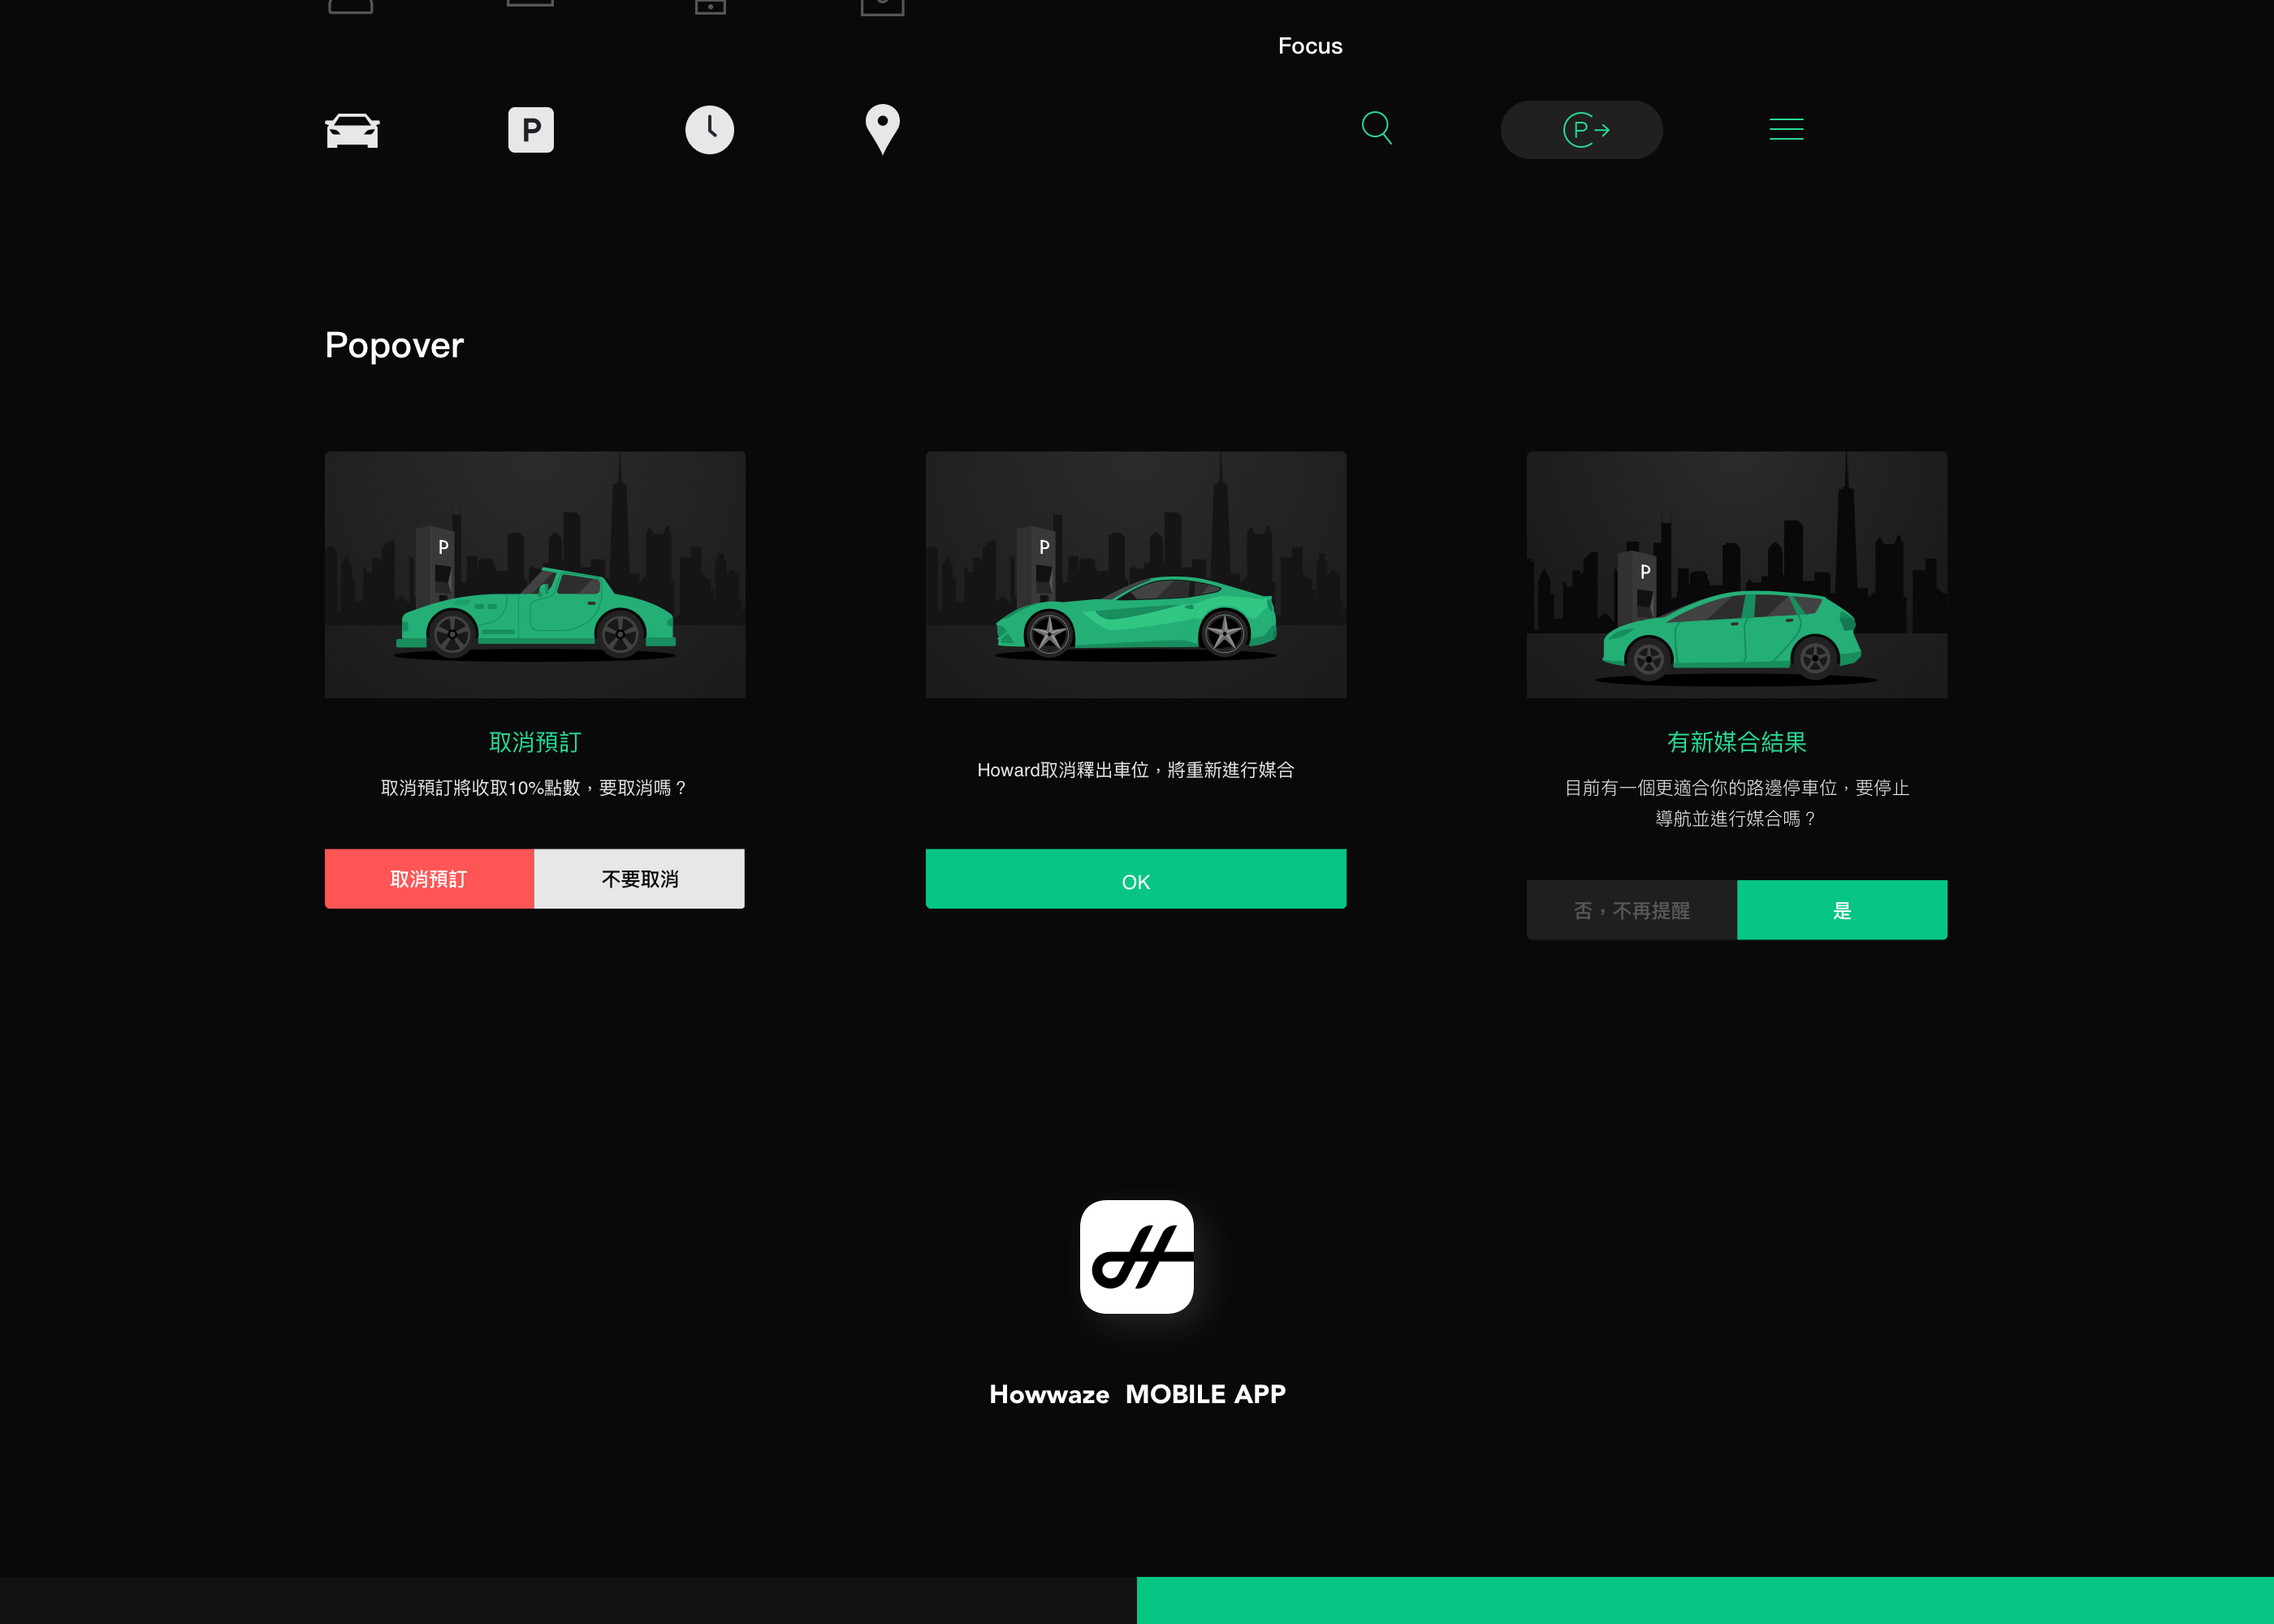 Focus
P
P
Popover
P
P
P
取消預訂
取消預訂將收取10%點數，要取消嗎？
取消預訂
不要取消
Howard取消釋出車位，將重新進行媒合
OK
有新媒合結果
目前有一個更適合你的路邊停車位，要停止
導航並進行媒合嗎？
否，不再提醒
是
Howwaze MOBILE APP